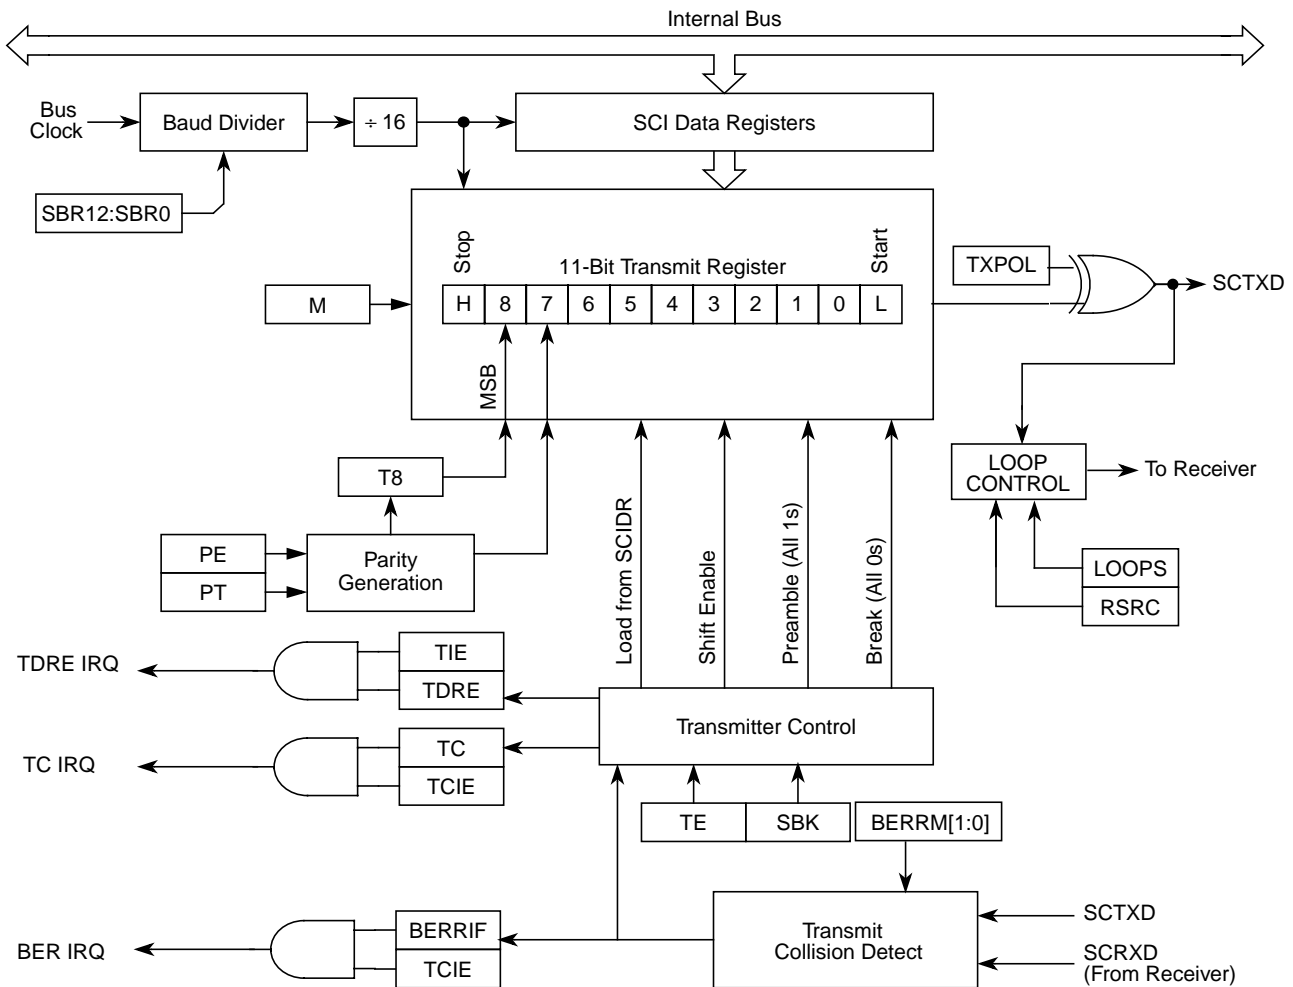 Internal Bus
Bus
Clock
Baud Divider
÷ 16
SCI Data Registers
SBR12:SBR0
Stop
11-Bit Transmit Register
Start
M
H 8 7 6 5 4 3 2 1 0 L
TXPOL
SCTXD
MSB
T8
LOOP
CONTROL
To Receiver
PE
PT
Parity
Generation
Load from SCIDR
Shift Enable
Preamble (All 1s)
Break (All 0s)
LOOPS
RSRC
TDRE IRQ
TIE
TDRE
Transmitter Control
TC IRQ
TC
TCIE
TE
SBK
BERRM[1:0]
BER IRQ
BERRIF
TCIE
Transmit
Collision Detect
SCTXD
SCRXD
(From Receiver)